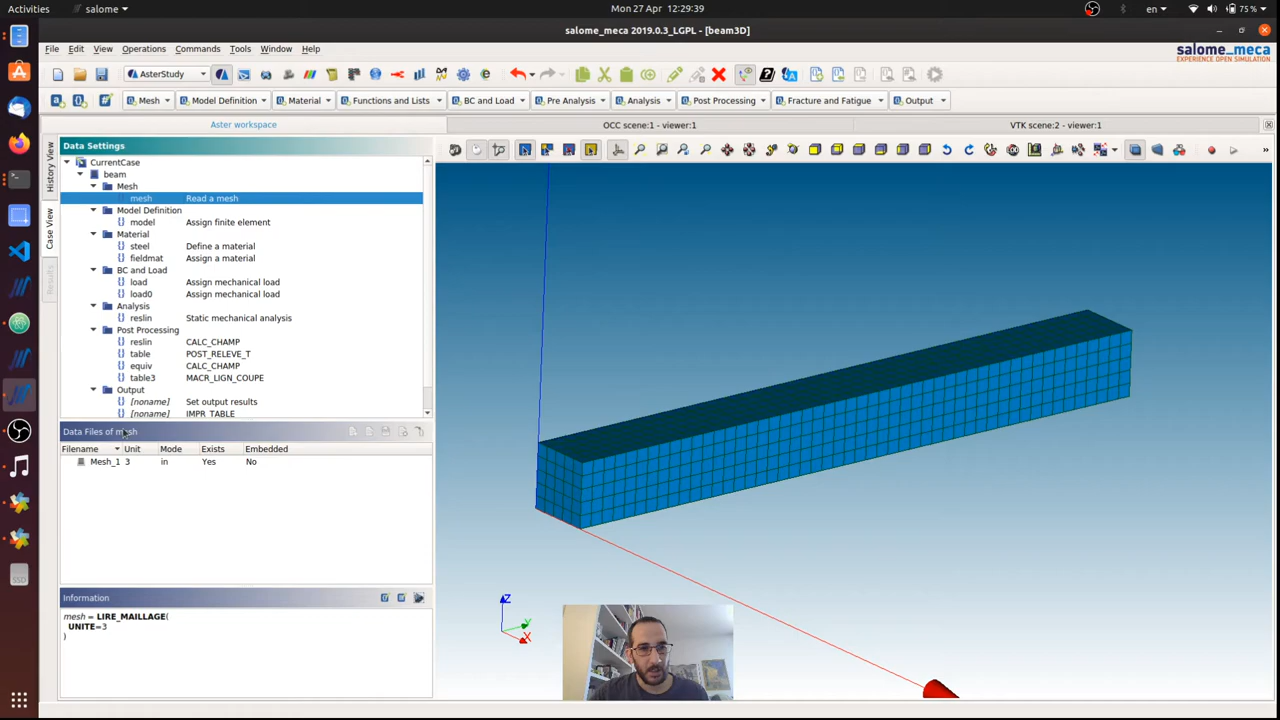 Activities
salome
Mon 27 Apr 12:29:39
en
75%
salome_meca 2019.0.3_LGPL - [beam3D]
File Edit View Operations Commands Tools Window Help
salome_meca
EXPERIENCE OPEN SIMULATION
AsterStudy
Mesh Model Definition Material Functions and Lists BC and Load Pre Analysis Analysis Post Processing Fracture and Fatigue Output
Aster workspace
OCC scene:1 - viewer:1
VTK scene:2 - viewer:1
History View
Case View
Results
Data Settings
CurrentCase
beam
Mesh
mesh Read a mesh
Model Definition
model Assign finite element
Material
steel Define a material
fieldmat Assign a material
BC and Load
load Assign mechanical load
load0 Assign mechanical load
Analysis
reslin Static mechanical analysis
Post Processing
reslin CALC_CHAMP
table POST_RELEVE_T
equiv CALC_CHAMP
table3 MACR_LIGN_COUPE
Output
[noname] Set output results
[noname] IMPR_TABLE
Data Files of mesh
Filename Unit Mode Exists Embedded
Mesh_1 3 in Yes No
Information
mesh = LIRE_MAILLAGE(
UNITE=3
)
Z
Y
X
SSD